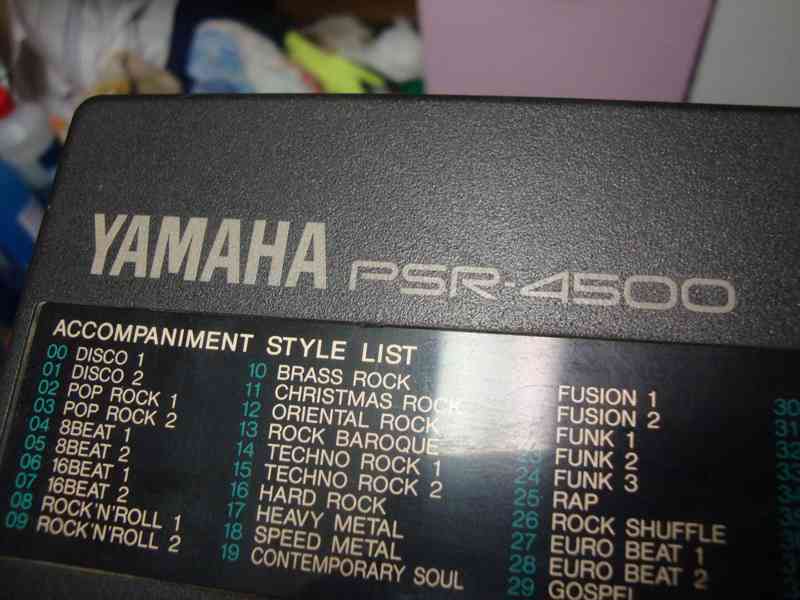 YAMAHA PSR-4500
ACCOMPANIMENT STYLE LIST
00 DISCO 1
01 DISCO 2
02 POP ROCK 1
03 POP ROCK 2
04 8BEAT 1
05 8BEAT 2
06 16BEAT 1
07 16BEAT 2
08 ROCK'N'ROLL 1
09 ROCK'N'ROLL 2
10 BRASS ROCK
11 CHRISTMAS ROCK
12 ORIENTAL ROCK
13 ROCK BAROQUE
14 TECHNO ROCK 1
15 TECHNO ROCK 2
16 HARD ROCK
17 HEAVY METAL
18 SPEED METAL
19 CONTEMPORARY SOUL
FUSION 1
FUSION 2
FUNK 1
23 FUNK 2
24 FUNK 3
25 RAP
26 ROCK SHUFFLE
27 EURO BEAT 1
28 EURO BEAT 2
29 GOSPEL
30
31
32